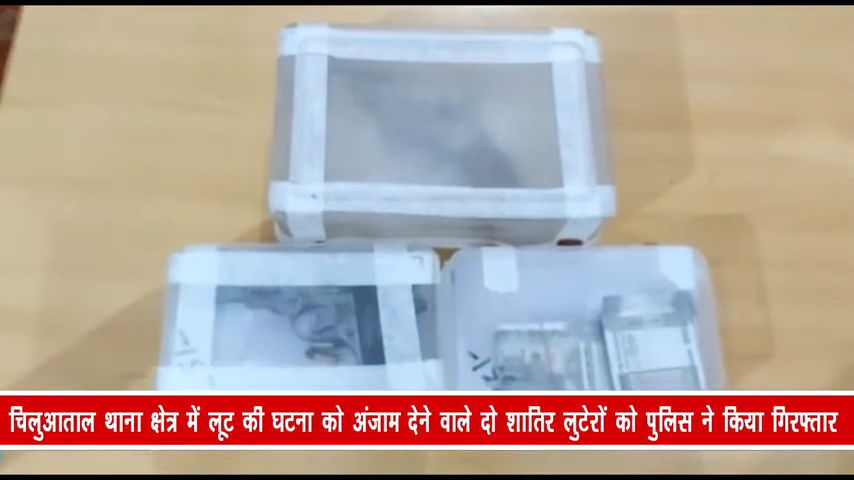 चिलुआताल थाना क्षेत्र में लूट की घटना को अंजाम देने वाले दो शातिर लुटेरों को पुलिस ने किया गिरफ्तार